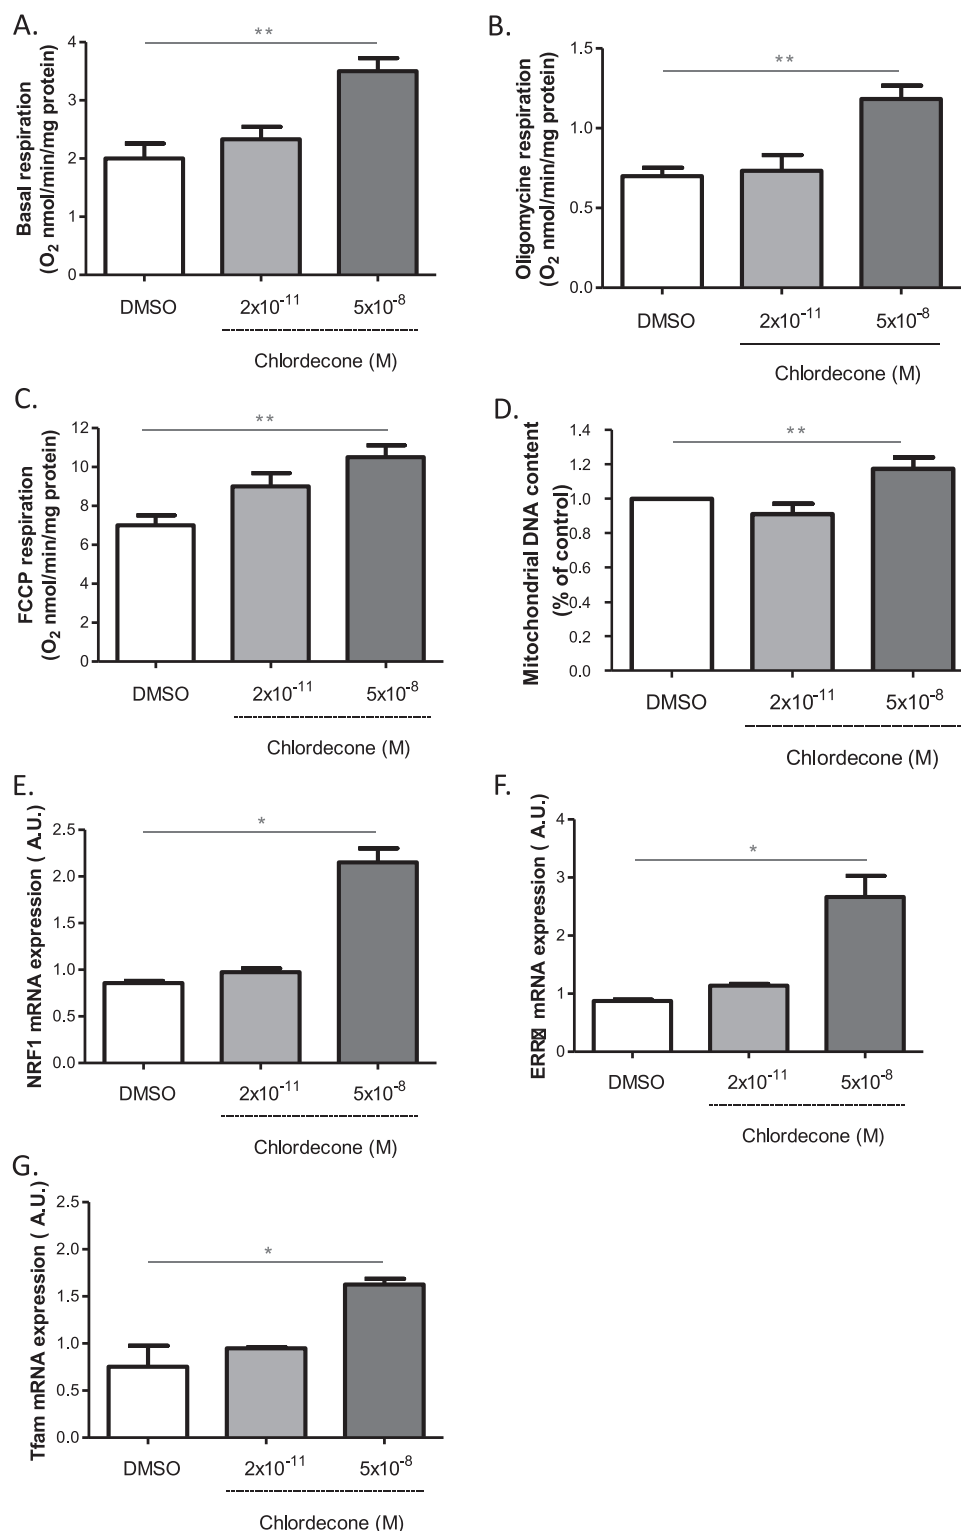 A.
**
Basal respiration
(O2 nmol/min/mg protein)
4
3
2
1
0
DMSO
2x10-11
5x10-8
Chlordecone (M)
B.
**
Oligomycine respiration
(O2 nmol/min/mg protein)
1.5
1.0
0.5
0.0
DMSO
2x10-11
5x10-8
Chlordecone (M)
C.
**
FCCP respiration
(O2 nmol/min/mg protein)
12
10
8
6
4
2
0
DMSO
2x10-11
5x10-8
Chlordecone (M)
D.
**
Mitochondrial DNA content
(% of control)
1.4
1.2
1.0
0.8
0.6
0.4
0.2
0.0
DMSO
2x10-11
5x10-8
Chlordecone (M)
E.
*
NRF1 mRNA expression ( A.U.)
2.5
2.0
1.5
1.0
0.5
0.0
DMSO
2x10-11
5x10-8
Chlordecone (M)
F.
*
mRNA expression ( A.U.)
4
3
2
1
0
DMSO
2x10-11
5x10-8
Chlordecone (M)
G.
*
Tfam mRNA expression ( A.U.)
2.5
2.0
1.5
1.0
0.5
0.0
DMSO
2x10-11
5x10-8
Chlordecone (M)